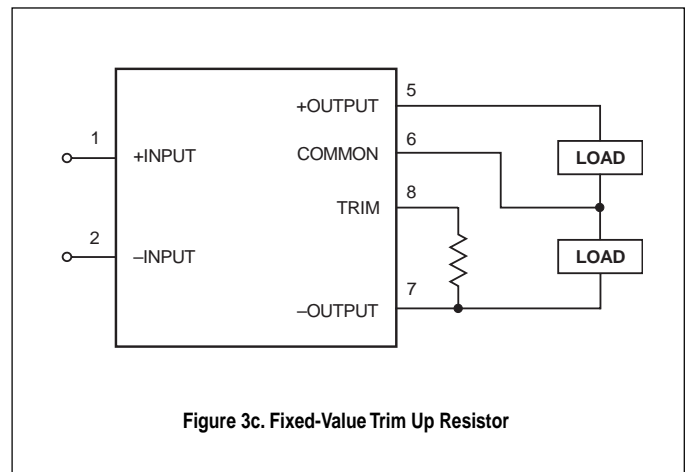 5
+OUTPUT
1
+INPUT
6
COMMON
LOAD
8
TRIM
2
–INPUT
LOAD
7
–OUTPUT
Figure 3c. Fixed-Value Trim Up Resistor